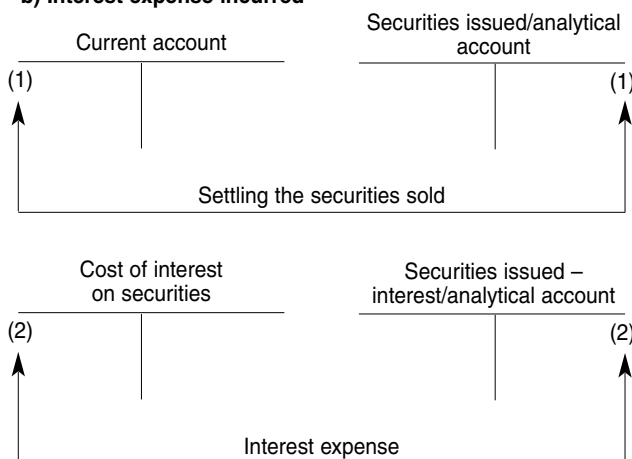 b) Interest expense incurred
Current account
Securities issued/analytical
account
(1)
(1)
Settling the securities sold
Cost of interest
on securities
Securities issued –
interest/analytical account
(2)
(2)
Interest expense